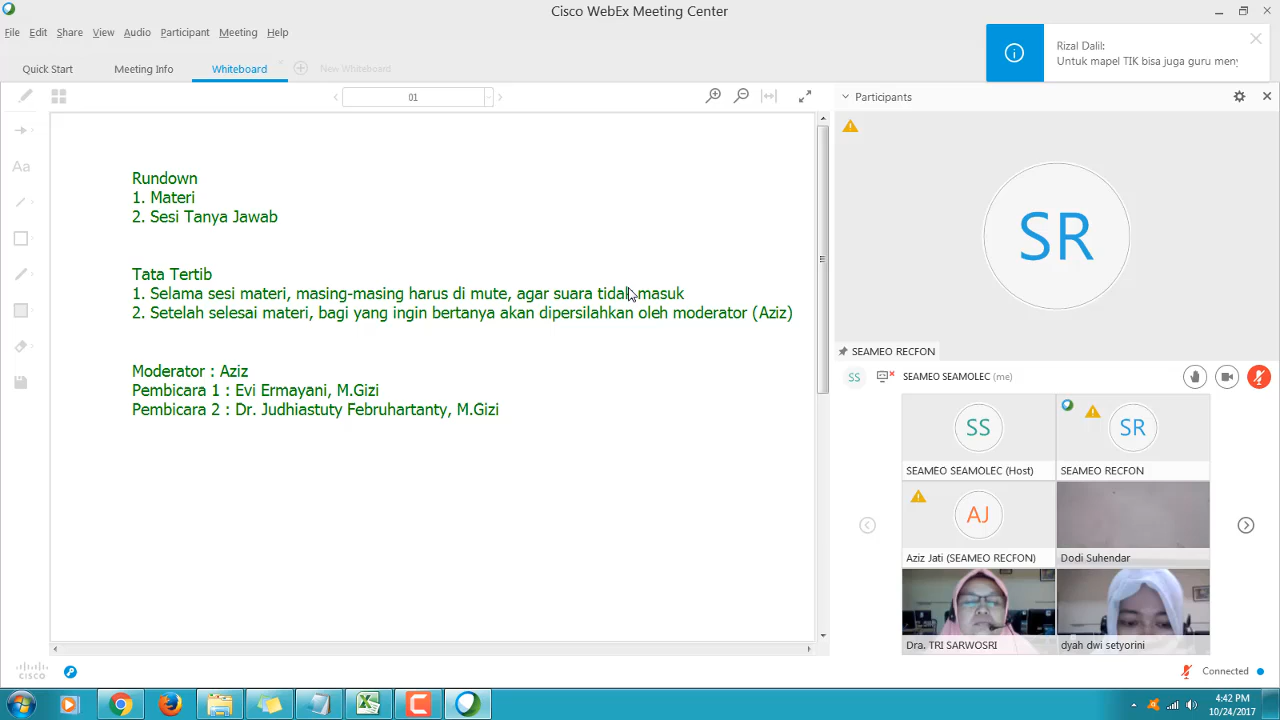 Cisco WebEx Meeting Center
File Edit Share View Audio Participant Meeting Help
Rizal Dalil:
Untuk mapel TIK bisa juga guru
Quick Start Meeting Info Whiteboard New Whiteboard
01
Participants
Aa
Rundown
1. Materi
2. Sesi Tanya Jawab
Tata Tertib
1. Selama sesi materi, masing-masing harus di mute, agar suara tidak masuk
2. Setelah selesai materi, bagi yang ingin bertanya akan dipersilahkan oleh moderator (Aziz)
Moderator : Aziz
Pembicara 1 : Evi Ermayani, M.Gizi
Pembicara 2 : Dr. Judhiastuty Februhartanty, M.Gizi
SR
SEAMEO RECFON
SS SEAMEO SEAMOLEC (me)
SS
SEAMEO SEAMOLEC (Host)
SR
SEAMEO RECFON
AJ
Aziz Jati (SEAMEO RECFON)
Dodi Suhendar
Dra. TRI SARWOSRI
dyah dwi setyorini
cisco
Connected
4:42 PM
10/24/2017